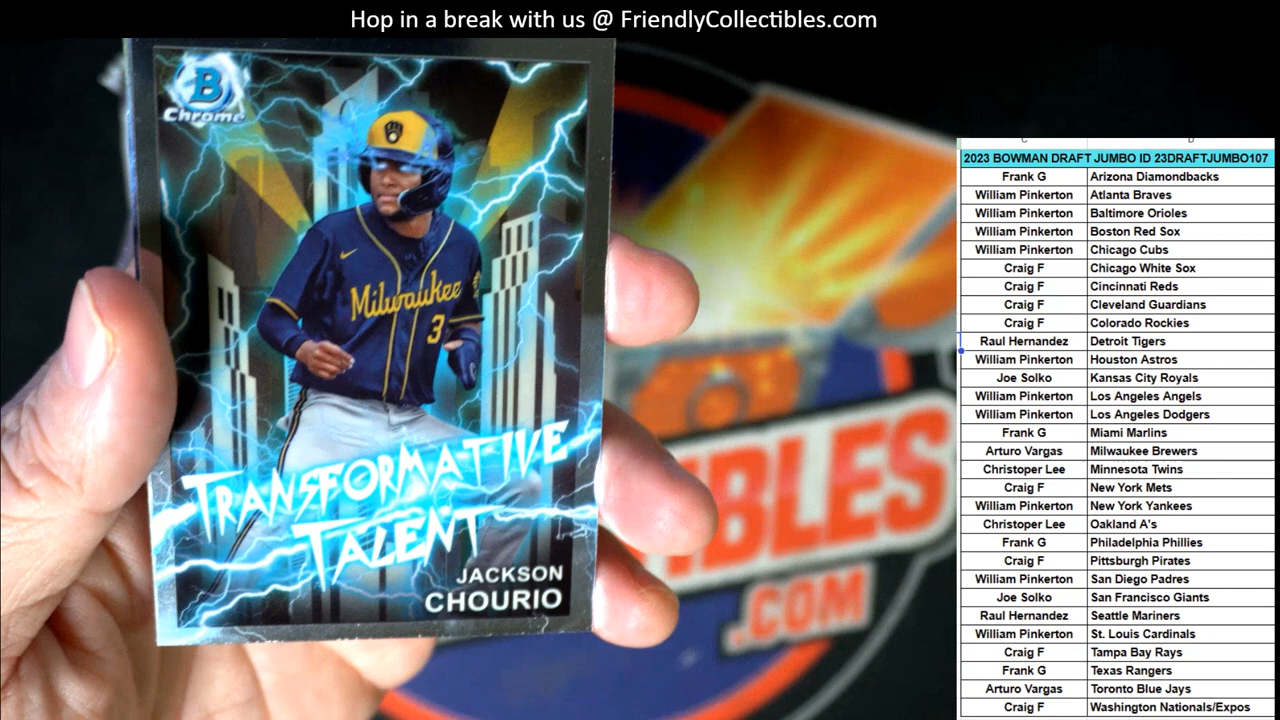 Hop in a break with us @ FriendlyCollectibles.com
B
Chrome
Milwaukee
3
TRANSFORMATIVE
TALENT
JACKSON
CHOURIO
IBLES
.COM
2023 BOWMAN DRAFT JUMBO ID 23DRAFTJUMBO107
Frank G Arizona Diamondbacks
William Pinkerton Atlanta Braves
William Pinkerton Baltimore Orioles
William Pinkerton Boston Red Sox
William Pinkerton Chicago Cubs
Craig F Chicago White Sox
Craig F Cincinnati Reds
Craig F Cleveland Guardians
Craig F Colorado Rockies
Raul Hernandez Detroit Tigers
William Pinkerton Houston Astros
Joe Solko Kansas City Royals
William Pinkerton Los Angeles Angels
William Pinkerton Los Angeles Dodgers
Frank G Miami Marlins
Arturo Vargas Milwaukee Brewers
Christoper Lee Minnesota Twins
Craig F New York Mets
William Pinkerton New York Yankees
Christoper Lee Oakland A's
Frank G Philadelphia Phillies
Craig F Pittsburgh Pirates
William Pinkerton San Diego Padres
Joe Solko San Francisco Giants
Raul Hernandez Seattle Mariners
William Pinkerton St. Louis Cardinals
Craig F Tampa Bay Rays
Frank G Texas Rangers
Arturo Vargas Toronto Blue Jays
Craig F Washington Nationals/Expos